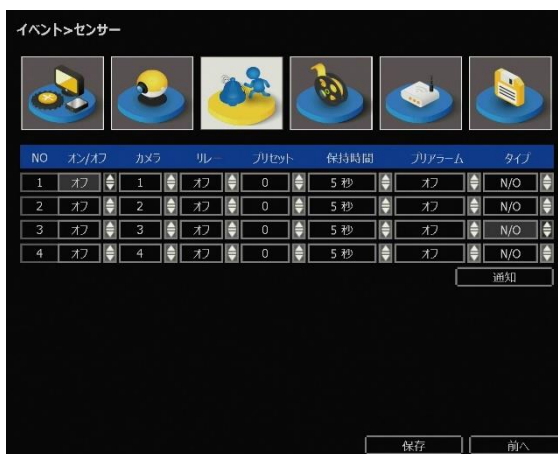 イベント>センサー
NO オン/オフ カメラ リレー プリセット 保持時間 プリアラーム タイプ
1 オフ 1 オフ 0 5 秒 オフ N/O
2 オフ 2 オフ 0 5 秒 オフ N/O
3 オフ 3 オフ 0 5 秒 オフ N/O
4 オフ 4 オフ 0 5 秒 オフ N/O
通知
保存 前へ